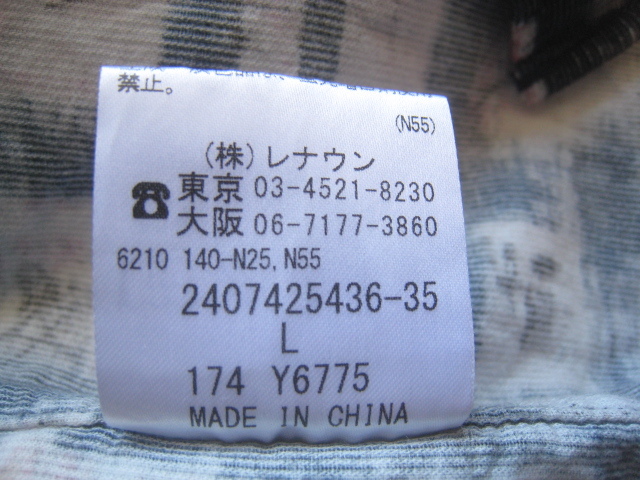 禁止。
(N55)
(株)レナウン
☎東京 03-4521-8230
大阪 06-7177-3860
6210 140-N25,N55
2407425436-35
L
174 Y6775
MADE IN CHINA